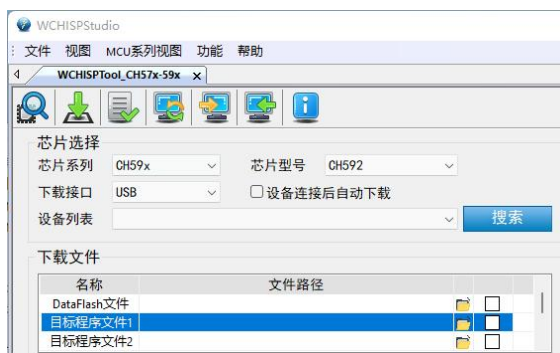 WCHISPStudio
文件 视图 MCU系列视图 功能 帮助
WCHISPTool_CH57x-59x x
芯片选择
芯片系列 CH59x 芯片型号 CH592
下载接口 USB 设备连接后自动下载
设备列表 搜索
下载文件
名称 文件路径
DataFlash文件
目标程序文件1
目标程序文件2